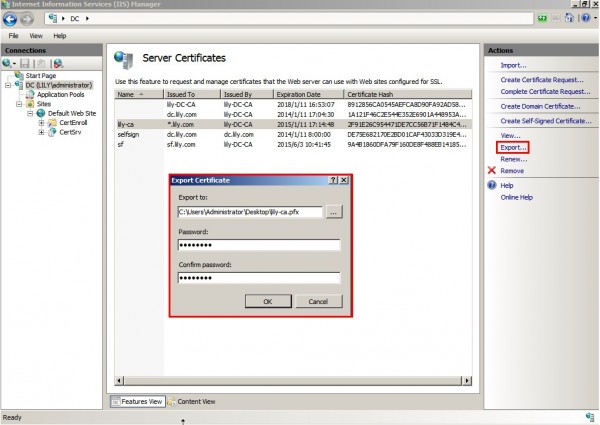 Internet Information Services (IIS) Manager
DC
File View Help
Connections
Start Page
DC (LILY\administrator)
Application Pools
Sites
Default Web Site
CertEnroll
CertSrv
Server Certificates
Use this feature to request and manage certificates that the Web server can use with Web sites configured for SSL.
Name Issued To Issued By Expiration Date Certificate Hash
lily-DC-CA lily-DC-CA 2018/1/11 16:53:07
dc.lily.com lily-DC-CA 2014/1/11 17:04:30
lily-ca *.lily.com lily-DC-CA 2015/1/11 17:14:48
selfsign dc.lily.com dc.lily.com 2014/1/11 8:00:00
sf dc.lily.com lily-DC-CA 2015/6/3 10:41:45
Export Certificate
Export to:
C:\Users\Administrator\Desktop\lily-ca.pfx
...
Password:
Confirm password:
OK
Cancel
Features View
Content View
Actions
Import...
Create Certificate Request...
Complete Certificate Request...
Create Domain Certificate...
Create Self-Signed Certificate...
View...
Export...
Renew...
Remove
Help
Online Help
Ready